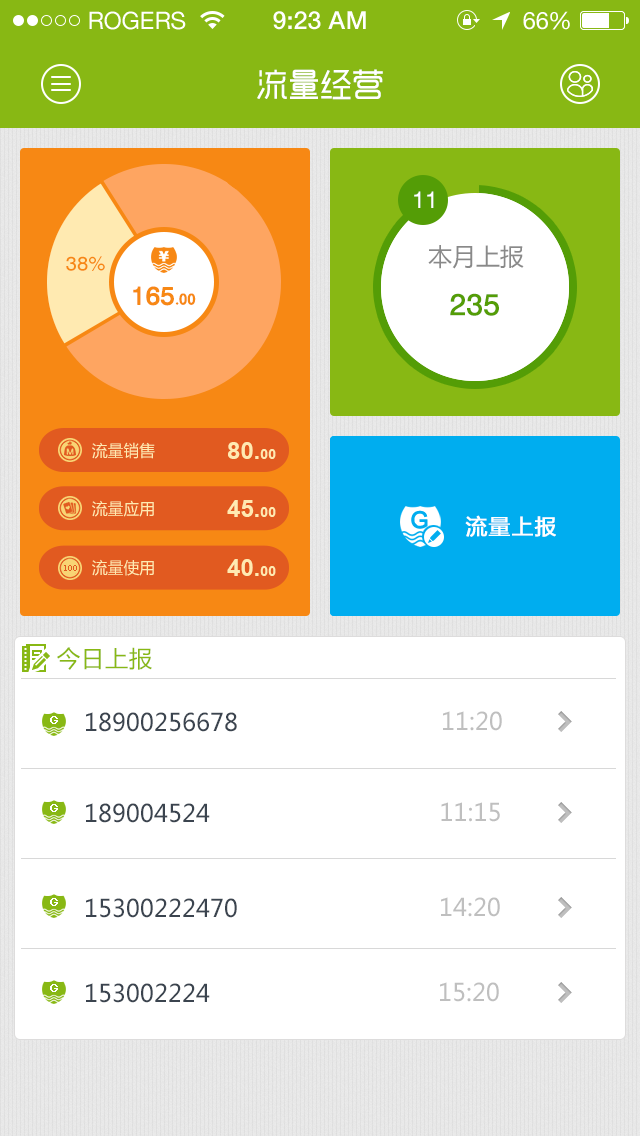 ROGERS 9:23 AM 66%
流量经营
38%
¥
165.00
M 流量销售 80.00
流量应用 45.00
100 流量使用 40.00
11
本月上报
235
G 流量上报
今日上报
G 18900256678 11:20
G 189004524 11:15
G 15300222470 14:20
G 153002224 15:20